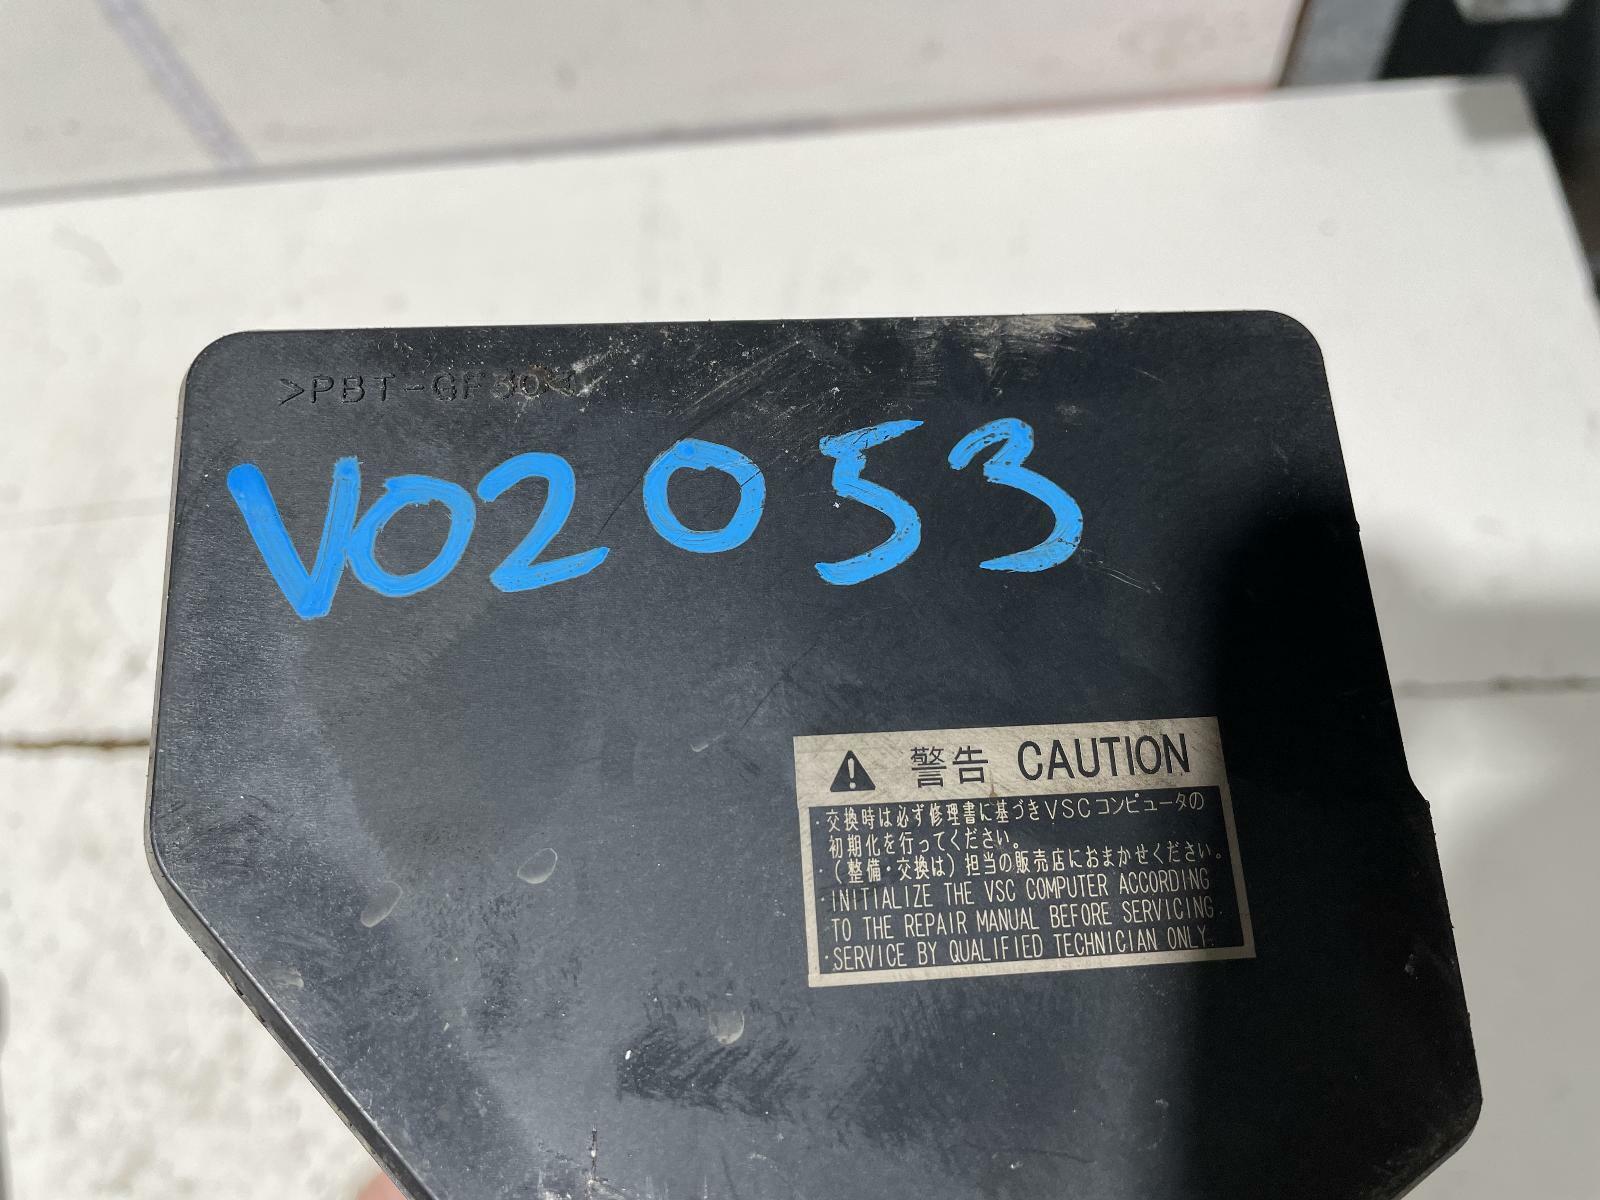 >PBT-GF30<
V02053
警告 CAUTION
・交換時は必ず修理書に基づきVSCコンピュータの
初期化を行ってください。
・(整備・交換は)担当の販売店におまかせください。
・INITIALIZE THE VSC COMPUTER ACCORDING
TO THE REPAIR MANUAL BEFORE SERVICING.
・SERVICE BY QUALIFIED TECHNICIAN ONLY.